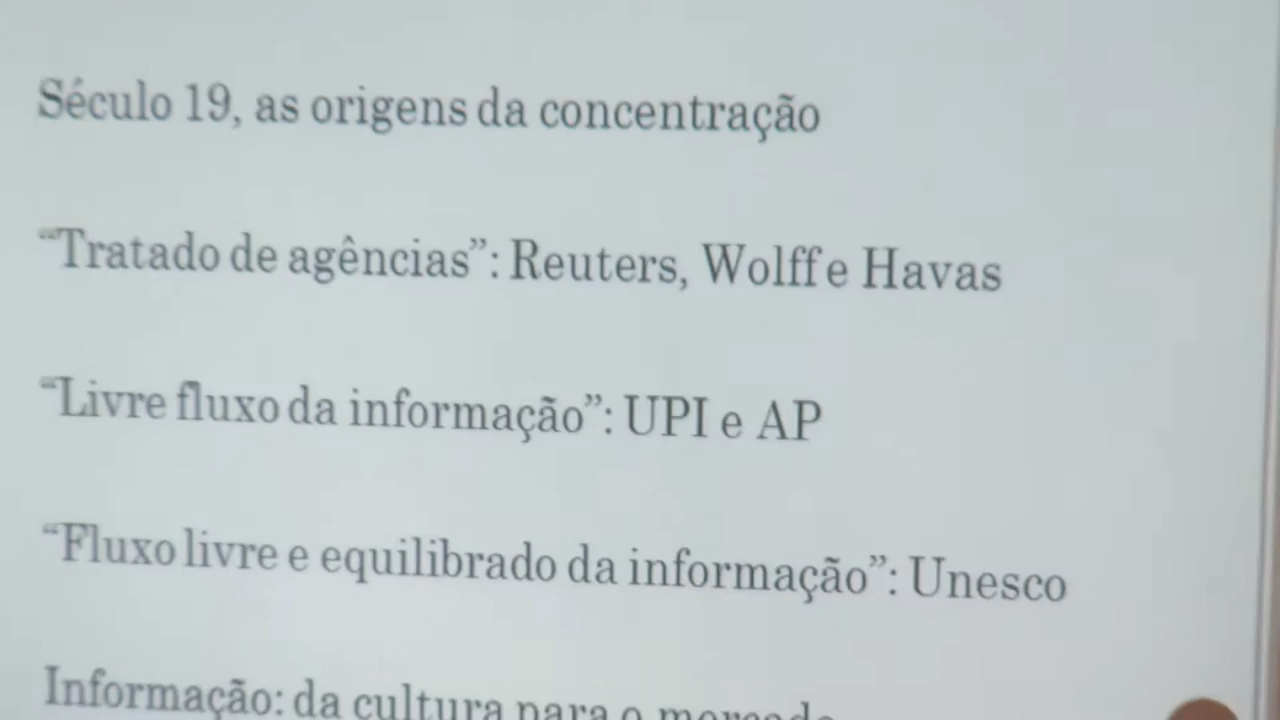 Século 19, as origens da concentração
“Tratado de agências”: Reuters, Wolff e Havas
“Livre fluxo da informação”: UPI e AP
“Fluxo livre e equilibrado da informação”: Unesco
Informação: da cultura para o mercado